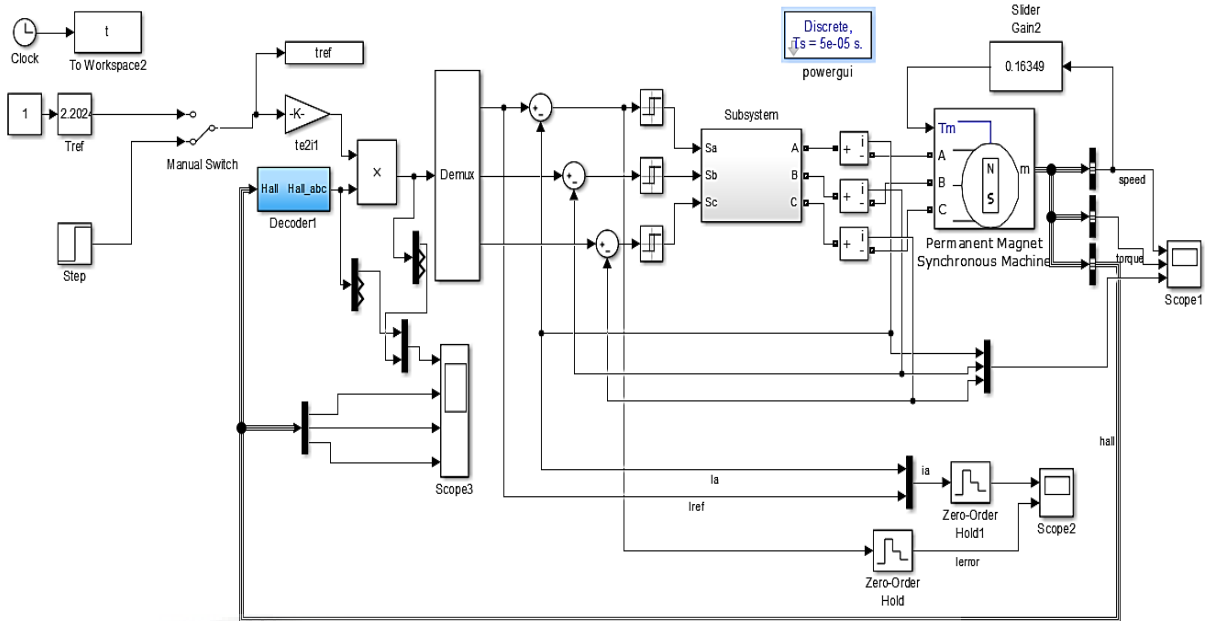 Clock
t
To Workspace2
tref
1
2.2024
Tref
Manual Switch
-K-
te2i1
Hall Hall_abc
Decoder1
x
Step
Demux
Discrete,
Ts = 5e-05 s.
powergui
Slider
Gain2
0.16349
Subsystem
Sa
Sb
Sc
A
B
C
+ i -
+ i -
+ i -
Tm
A
B
C
N
S
m
Permanent Magnet
Synchronous Machine
speed
torque
Scope1
hall
Scope3
Ia
Iref
ia
Zero-Order
Hold1
Scope2
Ierror
Zero-Order
Hold